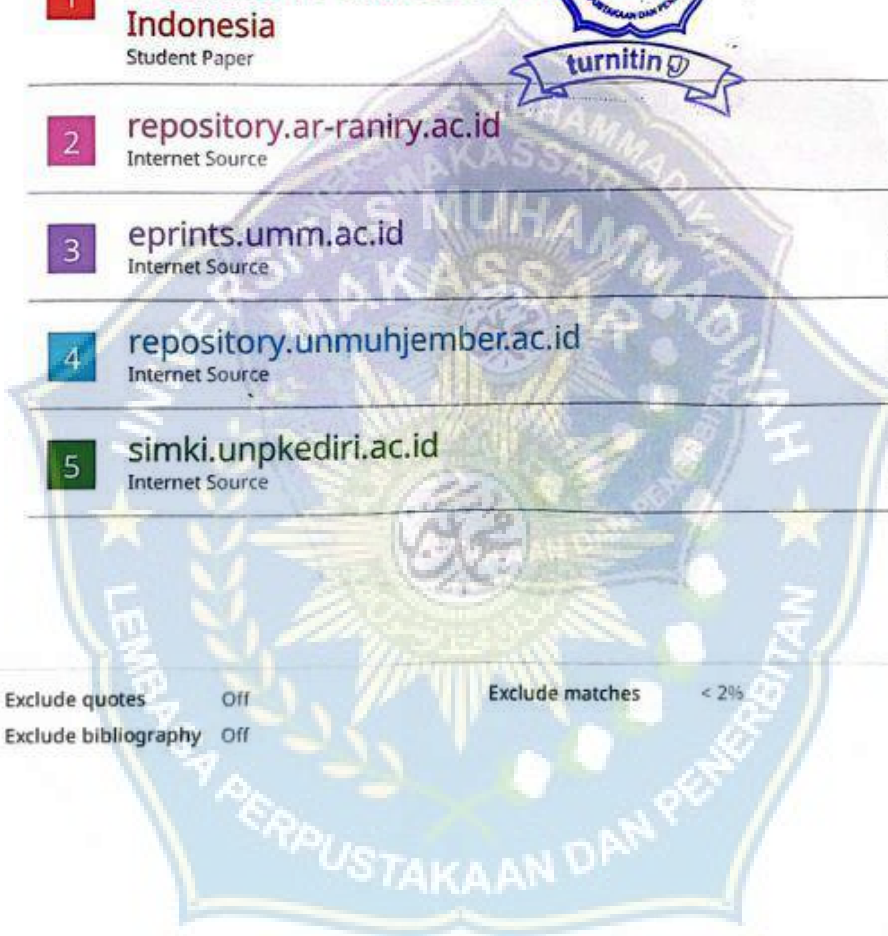 1
Indonesia
Student Paper
turnitin
2
repository.ar-raniry.ac.id
Internet Source
3
eprints.umm.ac.id
Internet Source
4
repository.unmuhjember.ac.id
Internet Source
5
simki.unpkediri.ac.id
Internet Source
Exclude quotes Off
Exclude matches < 2%
Exclude bibliography Off
UNIVERSITAS MUHAMMADIYAH
MAKASSAR
LEMBAGA PERPUSTAKAAN DAN PENERBITAN